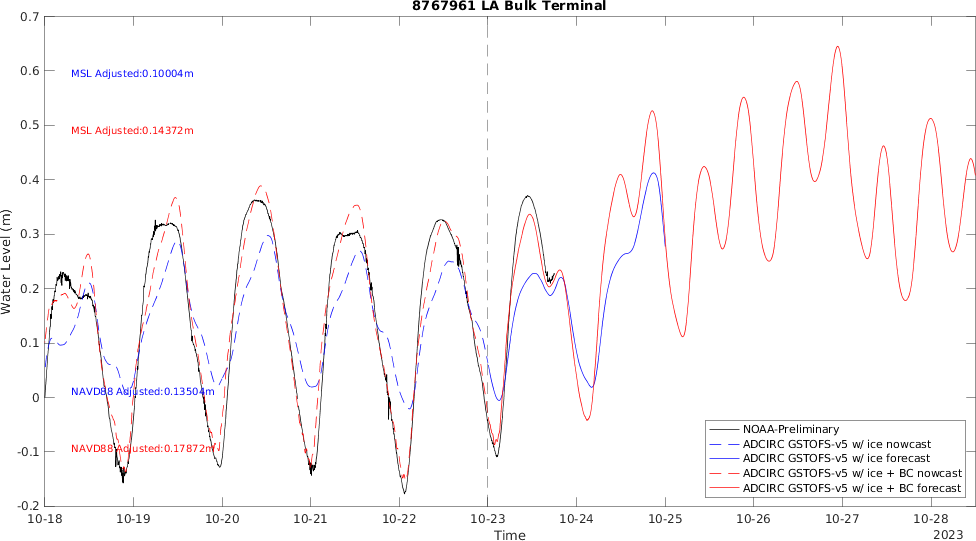 8767961 LA Bulk Terminal
0.7
0.6
0.5
0.4
0.3
0.2
0.1
0
-0.1
-0.2
Water Level (m)
MSL Adjusted:0.10004m
MSL Adjusted:0.14372m
NAVD88 Adjusted:0.13504m
NAVD88 Adjusted:0.17872m
NOAA-Preliminary
ADCIRC GSTOFS-v5 w/ ice nowcast
ADCIRC GSTOFS-v5 w/ ice forecast
ADCIRC GSTOFS-v5 w/ ice + BC nowcast
ADCIRC GSTOFS-v5 w/ ice + BC forecast
10-18 10-19 10-20 10-21 10-22 10-23 10-24 10-25 10-26 10-27 10-28
Time
2023